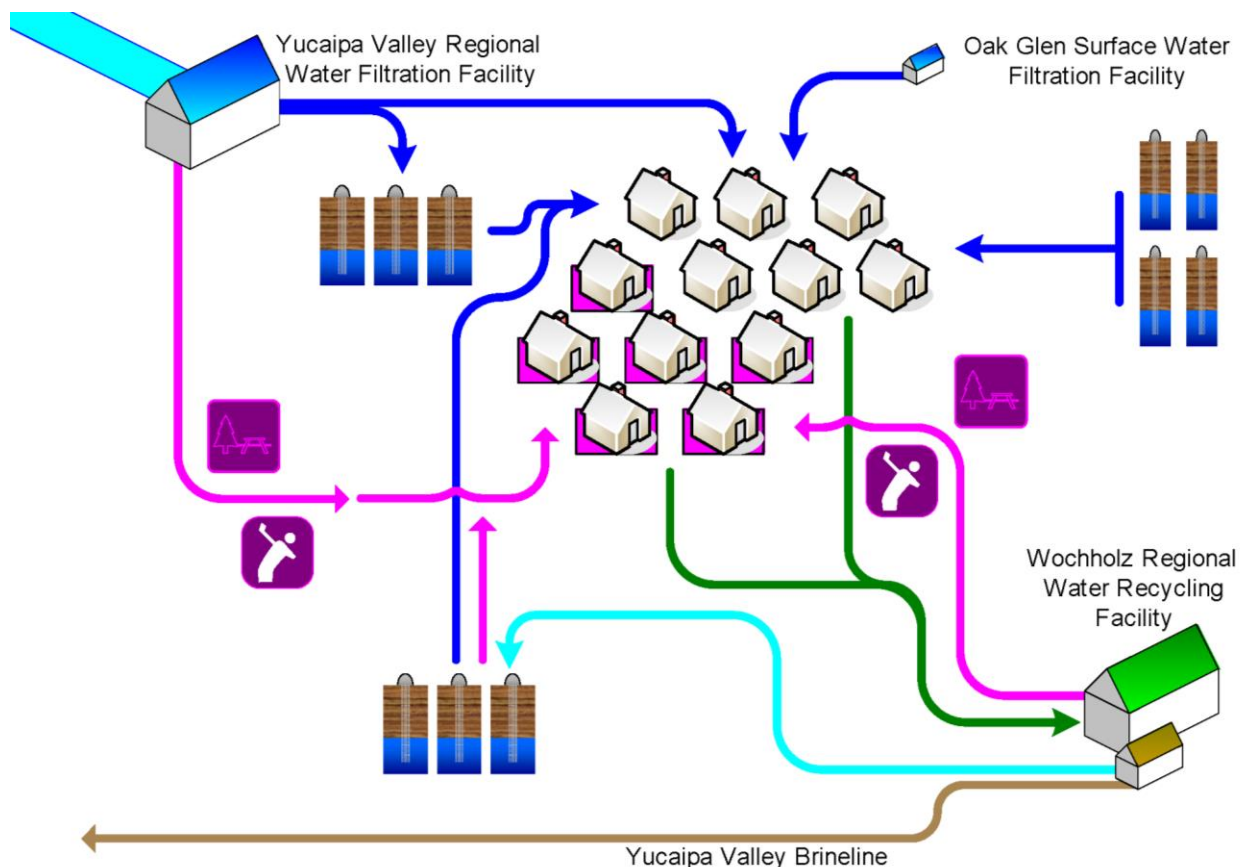 Yucaipa Valley Regional
Water Filtration Facility
Oak Glen Surface Water
Filtration Facility
Wochholz Regional
Water Recycling
Facility
Yucaipa Valley Brineline